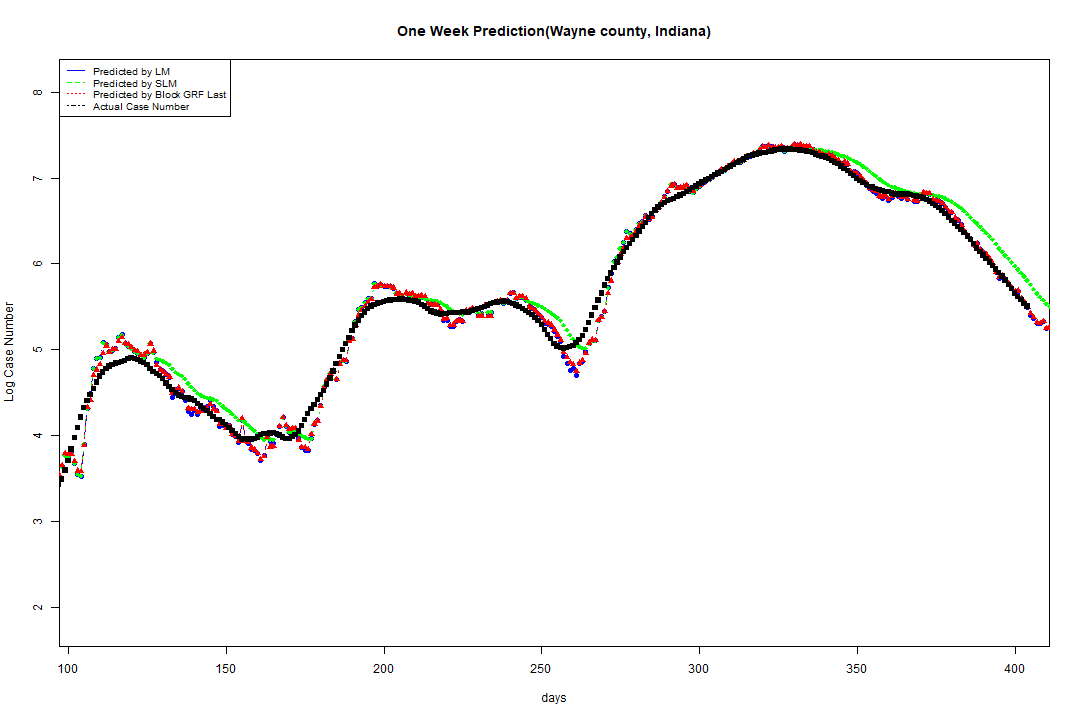 One Week Prediction(Wayne county, Indiana)
Predicted by LM
Predicted by SLM
Predicted by Block GRF Last
Actual Case Number
8
7
6
5
4
3
2
Log Case Number
100 150 200 250 300 350 400
days